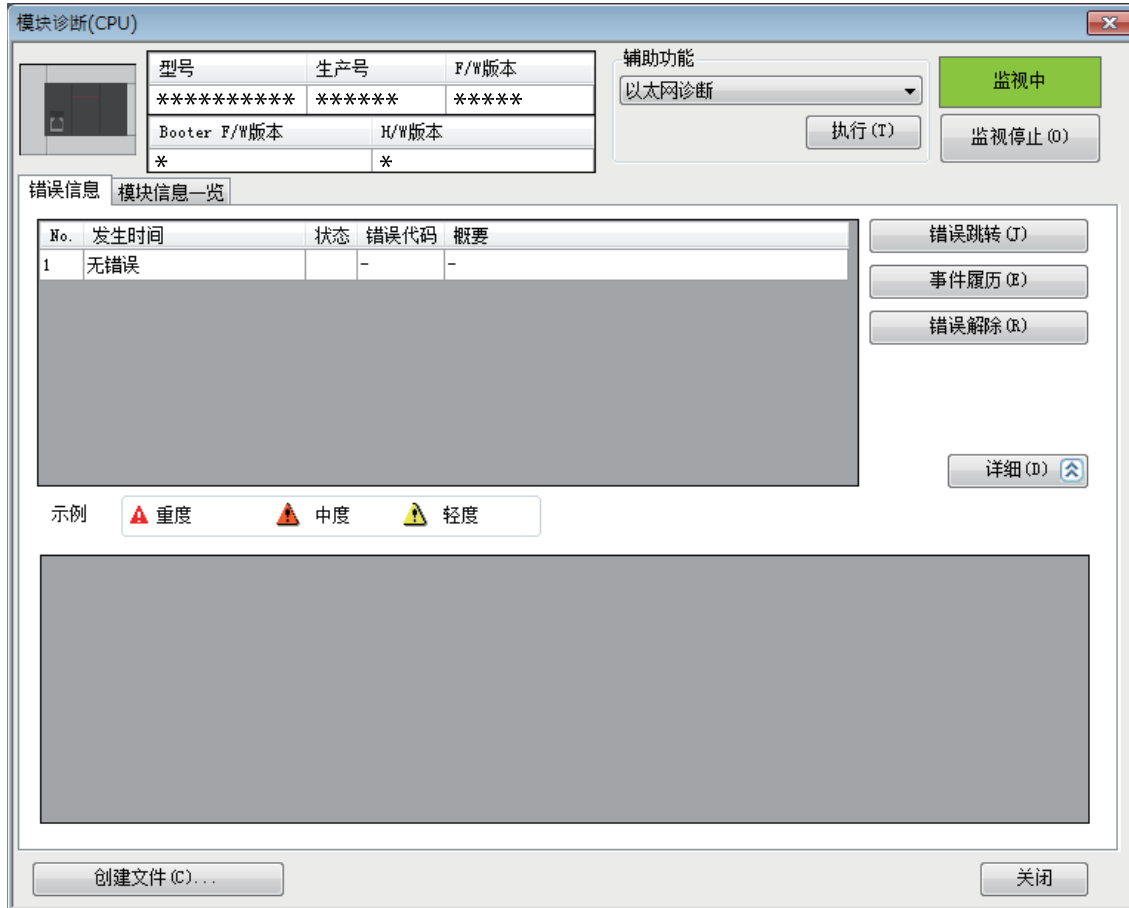 模块诊断(CPU)
型号 生产号 F/W版本
********** ****** *****
Booter F/W版本 H/W版本
* *
辅助功能
以太网诊断
执行(T)
监视中
监视停止(O)
错误信息 模块信息一览
No. 发生时间 状态 错误代码 概要
1 无错误 - -
错误跳转(J)
事件履历(E)
错误解除(R)
详细(D)
示例 重度 中度 轻度
创建文件(C)...
关闭